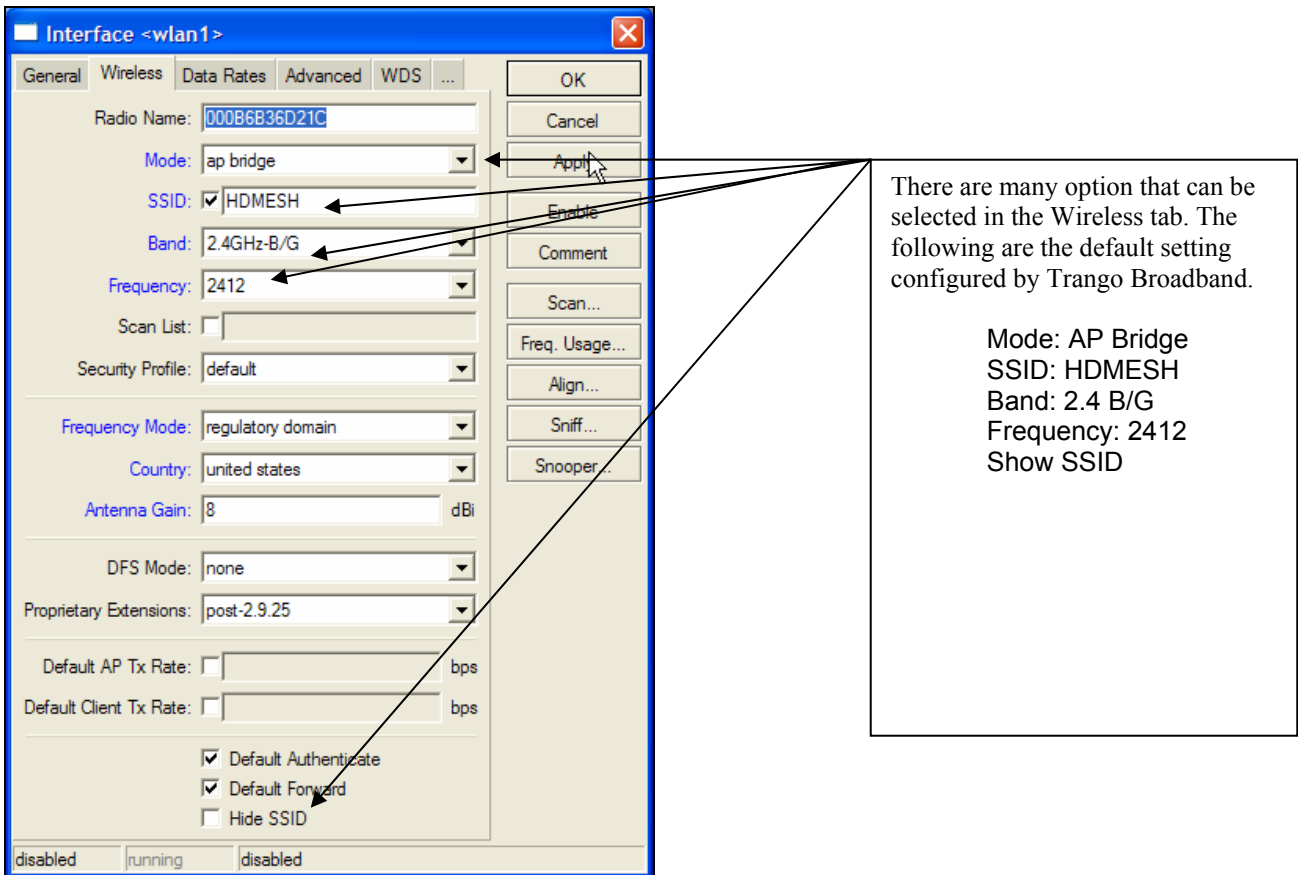 Interface <wlan1>
General Wireless Data Rates Advanced WDS ...
Radio Name: 000B6B36D21C
Mode: ap bridge
SSID: HDMESH
Band: 2.4GHz-B/G
Frequency: 2412
Scan List:
Security Profile: default
Frequency Mode: regulatory domain
Country: united states
Antenna Gain: 8 dBi
DFS Mode: none
Proprietary Extensions: post-2.9.25
Default AP Tx Rate: bps
Default Client Tx Rate: bps
Default Authenticate
Default Forward
Hide SSID
disabled running disabled
OK
Cancel
Apply
Enable
Comment
Scan...
Freq. Usage...
Align...
Sniff...
Snooper...
There are many option that can be
selected in the Wireless tab. The
following are the default setting
configured by Trango Broadband.
Mode: AP Bridge
SSID: HDMESH
Band: 2.4 B/G
Frequency: 2412
Show SSID